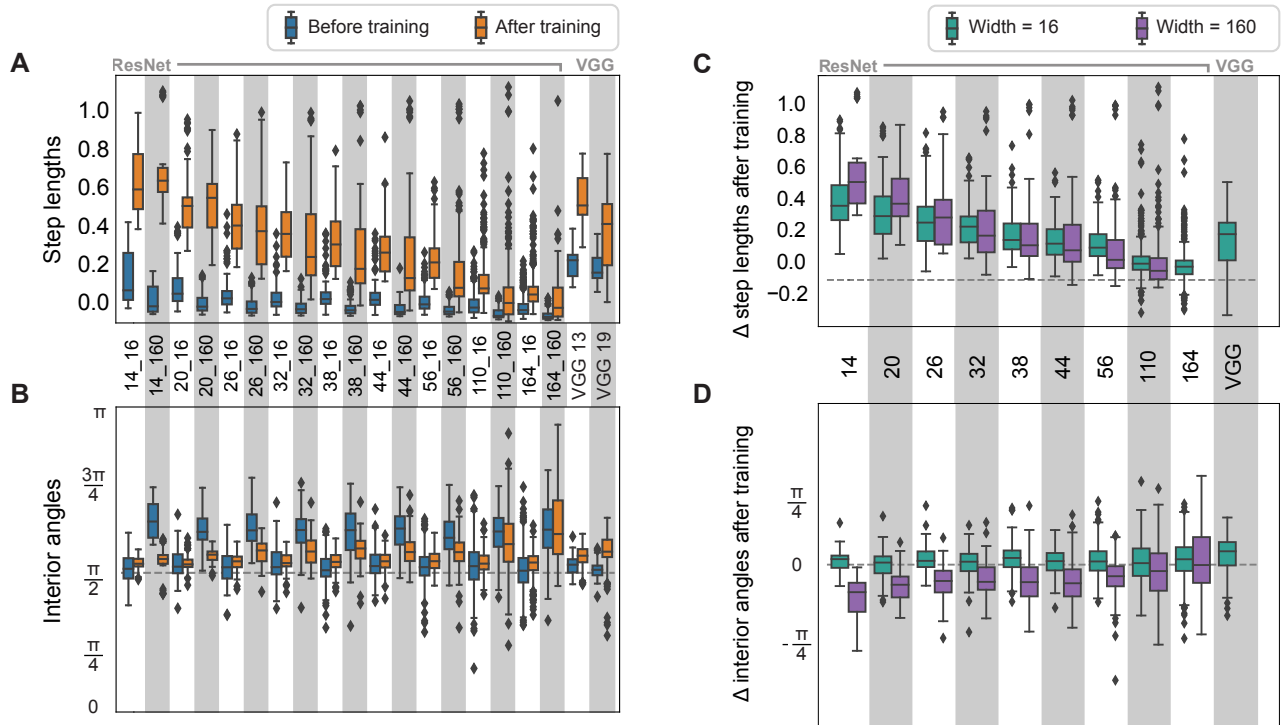 Before training After training
Width = 16 Width = 160
A
ResNet VGG
Step lengths
1.0
0.8
0.6
0.4
0.2
0.0
14_16
14_160
20_16
20_160
26_16
26_160
32_16
32_160
38_16
38_160
44_16
44_160
56_16
56_160
110_16
110_160
164_16
164_160
VGG 13
VGG 19
B
Interior angles
π
3π
4
π
2
π
4
0
C
ResNet VGG
Δ step lengths after training
1.0
0.8
0.6
0.4
0.2
0.0
−0.2
14
20
26
32
38
44
56
110
164
VGG
D
Δ interior angles after training
π
4
0
-π
4